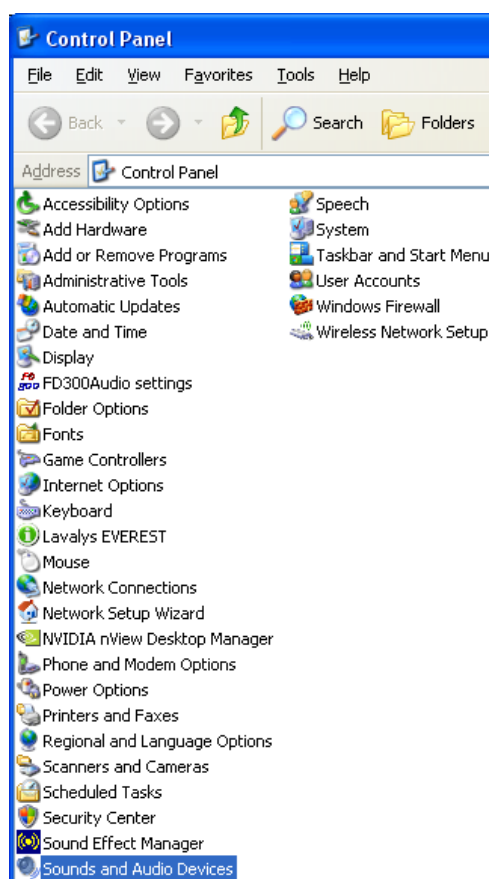 Control Panel
File Edit View Favorites Tools Help
Back Search Folders
Address Control Panel
Accessibility Options
Add Hardware
Add or Remove Programs
Administrative Tools
Automatic Updates
Date and Time
Display
FD300Audio settings
Folder Options
Fonts
Game Controllers
Internet Options
Keyboard
Lavalys EVEREST
Mouse
Network Connections
Network Setup Wizard
NVIDIA nView Desktop Manager
Phone and Modem Options
Power Options
Printers and Faxes
Regional and Language Options
Scanners and Cameras
Scheduled Tasks
Security Center
Sound Effect Manager
Sounds and Audio Devices
Speech
System
Taskbar and Start Menu
User Accounts
Windows Firewall
Wireless Network Setup